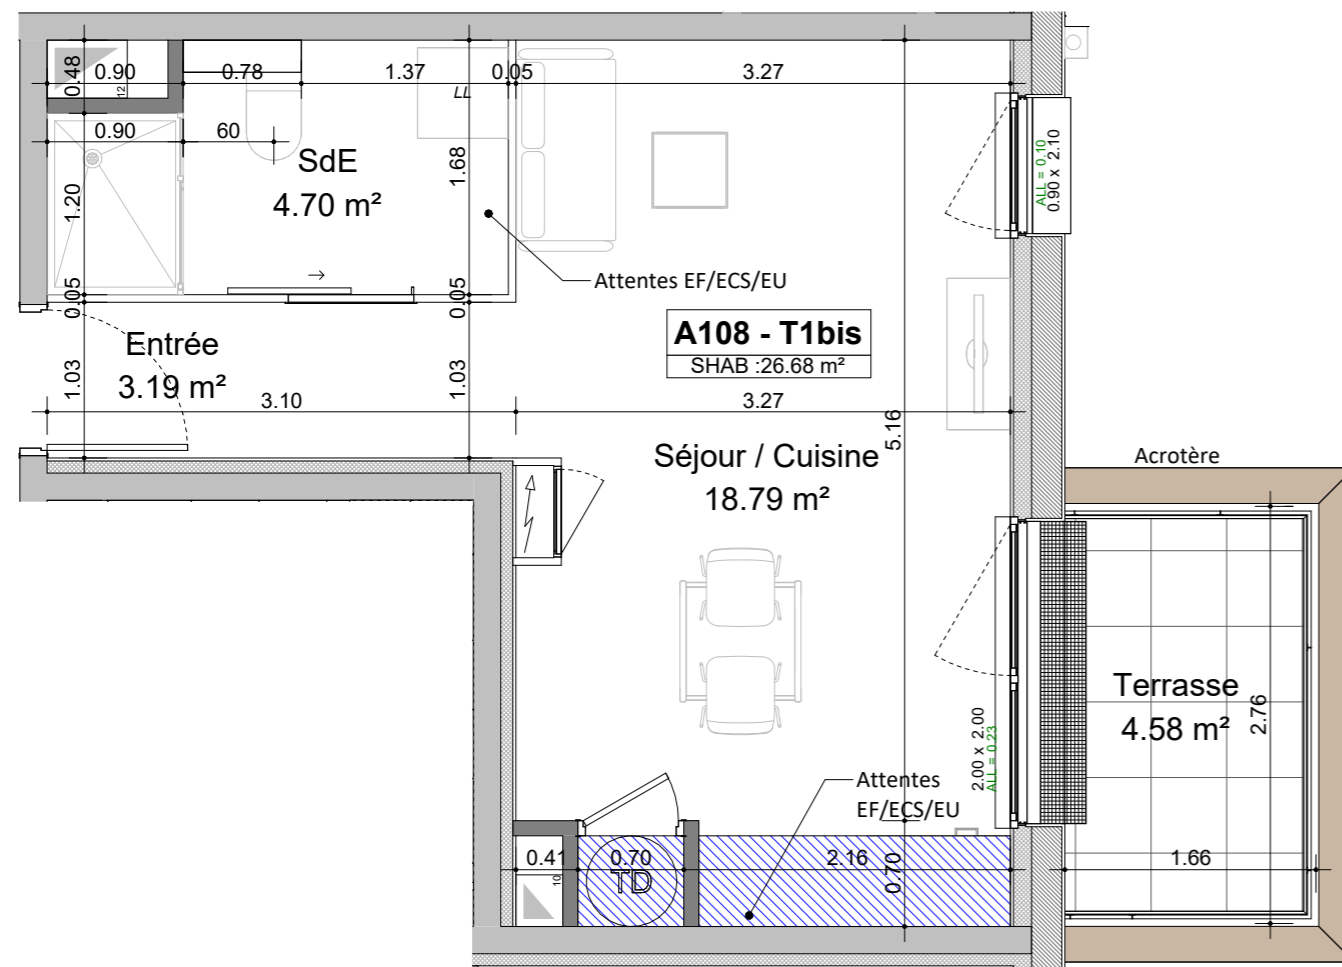 0.48
0.90
0.78
1.37
0.05
3.27
12
LL
0.90
60
SdE
4.70 m²
1.68
1.20
ALL = 0.10
0.90 x 2.10
Attentes EF/ECS/EU
0.05
0.05
A108 - T1bis
SHAB :26.68 m²
Entrée
3.19 m²
1.03
1.03
3.10
3.27
5.16
Séjour / Cuisine
18.79 m²
Acrotère
Terrasse
4.58 m²
2.76
2.00 x 2.00
ALL = 0.23
Attentes
EF/ECS/EU
0.41
0.70
2.16
0.70
1.66
TD
10